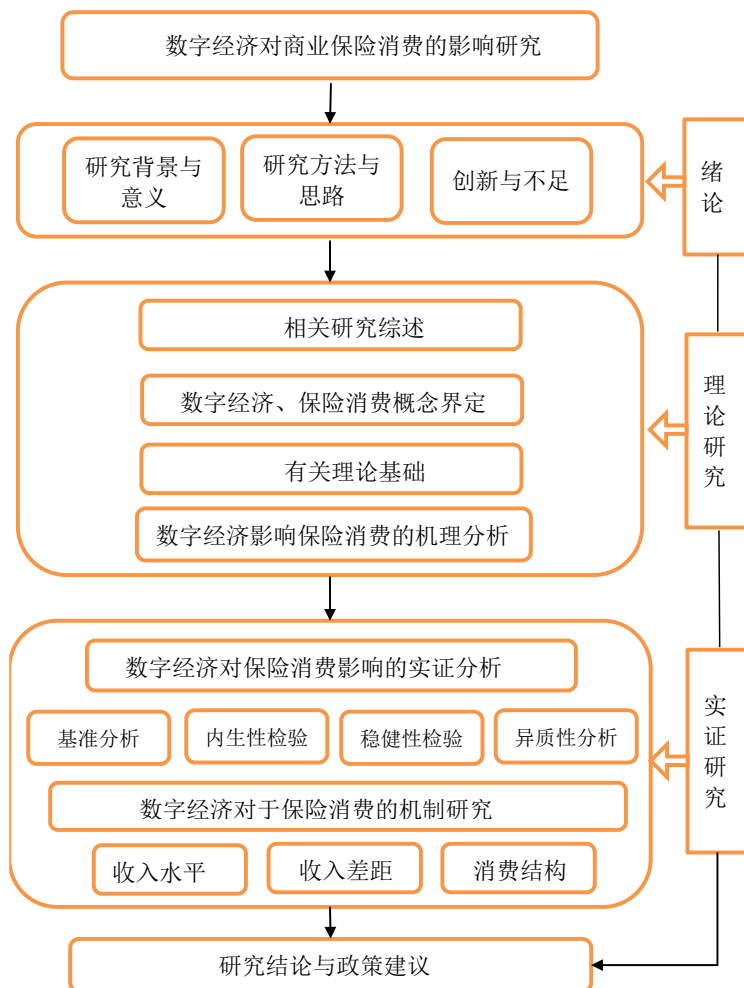 数字经济对商业保险消费的影响研究
研究背景与
意义
研究方法与
思路
创新与不足
绪
论
相关研究综述
数字经济、保险消费概念界定
有关理论基础
数字经济影响保险消费的机理分析
理
论
研
究
数字经济对保险消费影响的实证分析
基准分析
内生性检验
稳健性检验
异质性分析
数字经济对于保险消费的机制研究
收入水平
收入差距
消费结构
实
证
研
究
研究结论与政策建议